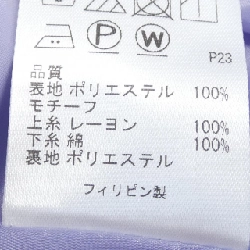 P W
P23
品質
表地 ポリエステル 100%
モチーフ
上糸 レーヨン 100%
下糸 綿 100%
裏地 ポリエステル 100%
フィリピン製